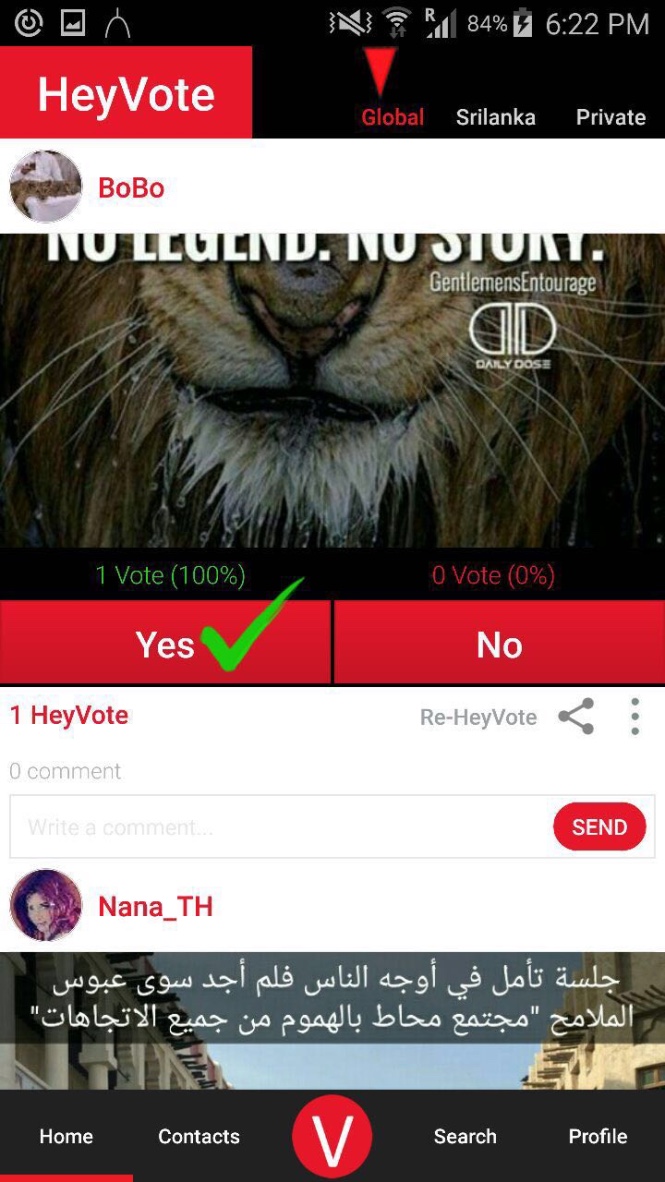 84% 6:22 PM
HeyVote
Global Srilanka Private
BoBo
NO LEGEND. NO STORY.
GentlemensEntourage
DAILY DOSE
1 Vote (100%) 0 Vote (0%)
Yes No
1 HeyVote Re-HeyVote
0 comment
Write a comment... SEND
Nana_TH
جلسة تأمل في أوجه الناس فلم أجد سوى عبوس
الملامح "مجتمع محاط بالهموم من جميع الاتجاهات"
Home Contacts V Search Profile